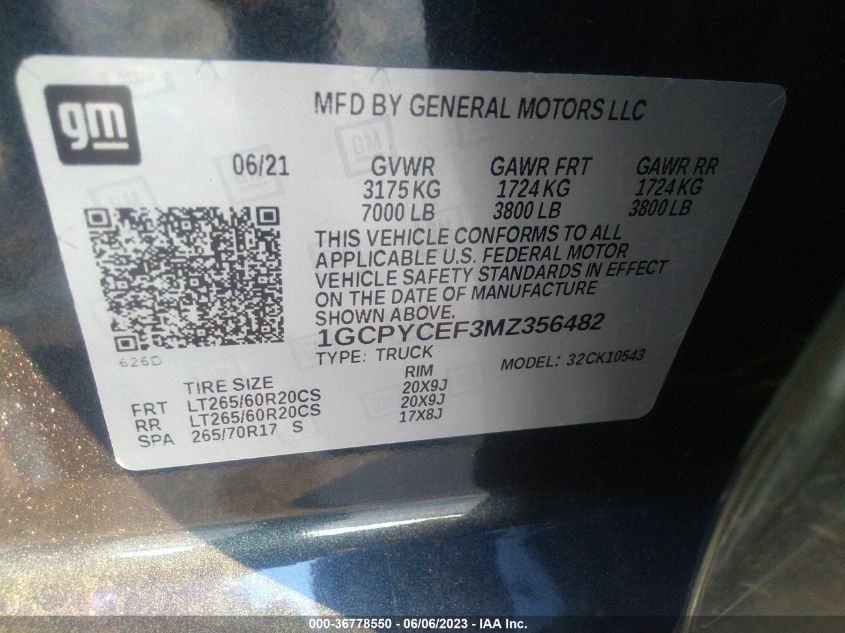 gm
MFD BY GENERAL MOTORS LLC
06/21 GVWR GAWR FRT GAWR RR
3175 KG 1724 KG 1724 KG
7000 LB 3800 LB 3800 LB
THIS VEHICLE CONFORMS TO ALL
APPLICABLE U.S. FEDERAL MOTOR
VEHICLE SAFETY STANDARDS IN EFFECT
ON THE DATE OF MANUFACTURE
SHOWN ABOVE.
1GCPYCEF3MZ356482
626D
TYPE: TRUCK MODEL: 32CK10543
TIRE SIZE RIM
FRT LT265/60R20CS 20X9J
RR LT265/60R20CS 20X9J
SPA 265/70R17 S 17X8J
000-36778550 - 06/06/2023 - IAA Inc.